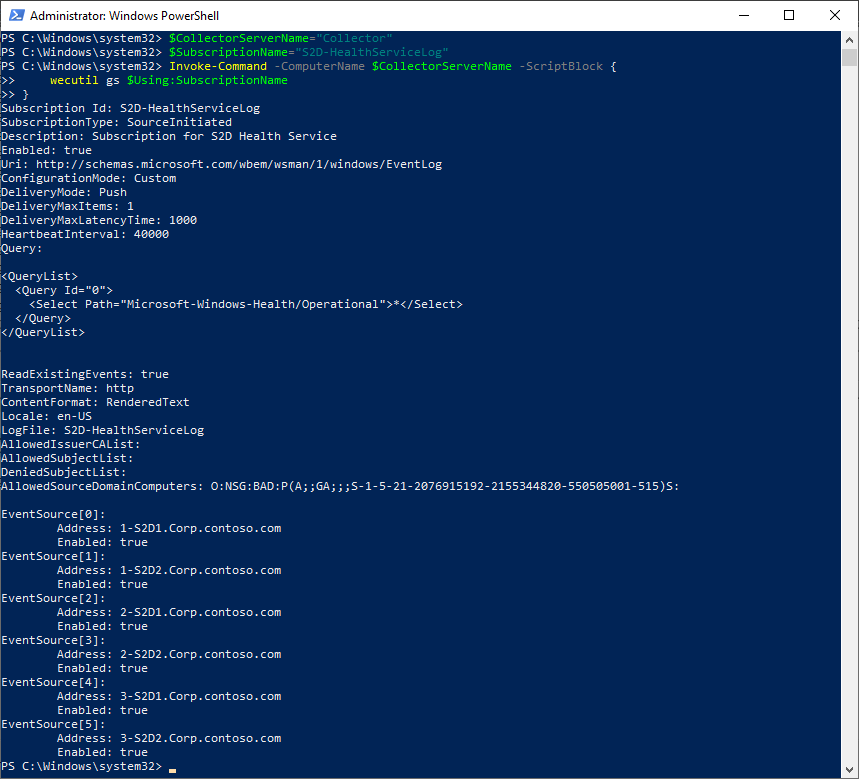 Administrator: Windows PowerShell
PS C:\Windows\system32> $CollectorServerName="Collector"
PS C:\Windows\system32> $SubscriptionName="S2D-HealthServiceLog"
PS C:\Windows\system32> Invoke-Command -ComputerName $CollectorServerName -ScriptBlock {
>>     wecutil gs $Using:SubscriptionName
>> }
Subscription Id: S2D-HealthServiceLog
SubscriptionType: SourceInitiated
Description: Subscription for S2D Health Service
Enabled: true
Uri: http://schemas.microsoft.com/wbem/wsman/1/windows/EventLog
ConfigurationMode: Custom
DeliveryMode: Push
DeliveryMaxItems: 1
DeliveryMaxLatencyTime: 1000
HeartbeatInterval: 40000
Query:
<QueryList>
  <Query Id="0">
    <Select Path="Microsoft-Windows-Health/Operational">*</Select>
  </Query>
</QueryList>
ReadExistingEvents: true
TransportName: http
ContentFormat: RenderedText
Locale: en-US
LogFile: S2D-HealthServiceLog
AllowedIssuerCAList:
AllowedSubjectList:
DeniedSubjectList:
AllowedSourceDomainComputers: O:NSG:BAD:P(A;;GA;;;S-1-5-21-2076915192-2155344820-550505001-515)S:
EventSource[0]:
        Address: 1-S2D1.Corp.contoso.com
        Enabled: true
EventSource[1]:
        Address: 1-S2D2.Corp.contoso.com
        Enabled: true
EventSource[2]:
        Address: 2-S2D1.Corp.contoso.com
        Enabled: true
EventSource[3]:
        Address: 2-S2D2.Corp.contoso.com
        Enabled: true
EventSource[4]:
        Address: 3-S2D1.Corp.contoso.com
        Enabled: true
EventSource[5]:
        Address: 3-S2D2.Corp.contoso.com
        Enabled: true
PS C:\Windows\system32> _